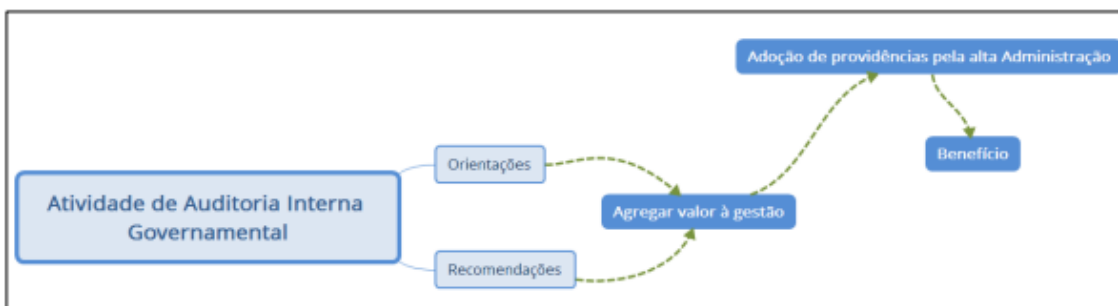 Adoção de providências pela alta Administração
Benefício
Orientações
Atividade de Auditoria Interna
Governamental
Agregar valor à gestão
Recomendações